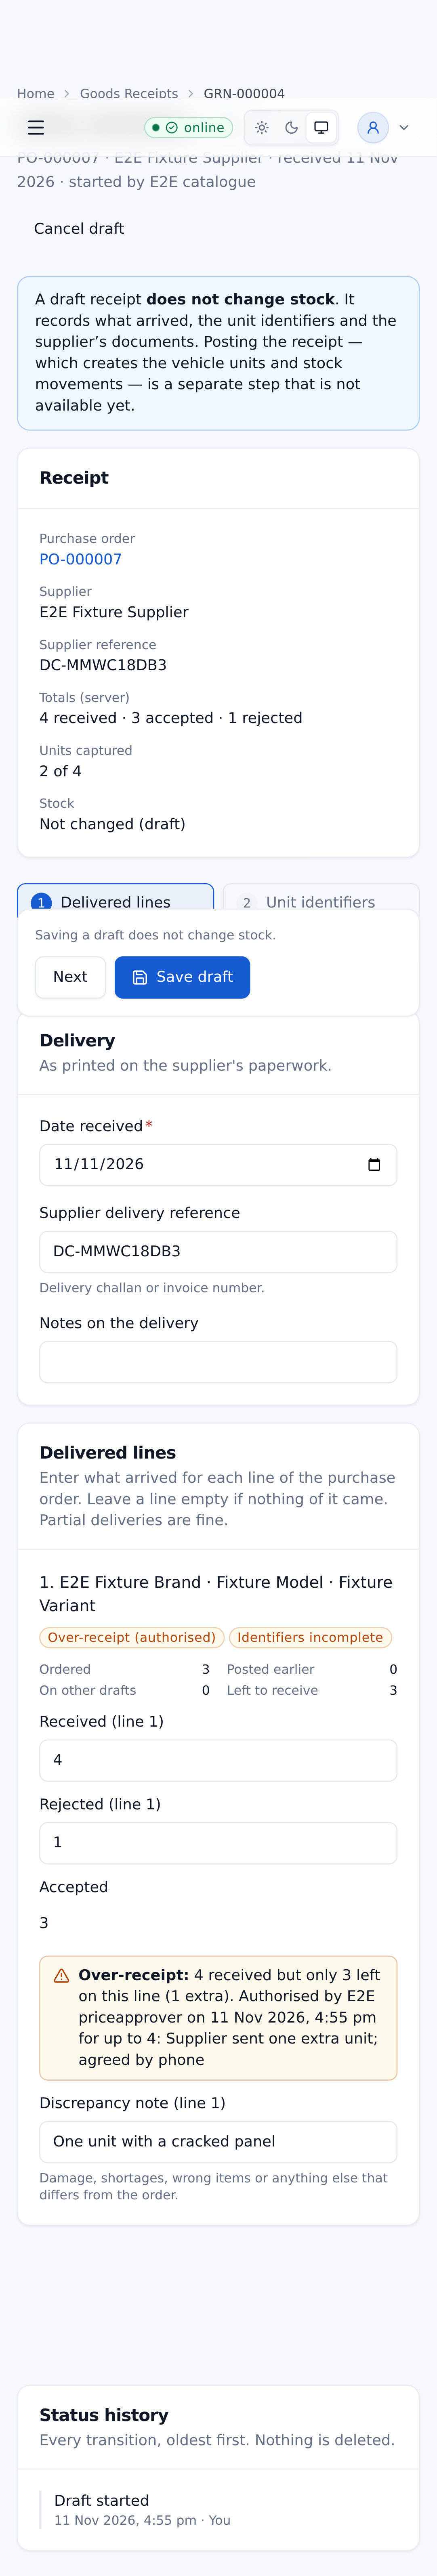 Home > Goods Receipts > GRN-000004
online
PO-000007 · E2E Fixture Supplier · received 11 Nov
2026 · started by E2E catalogue
Cancel draft
A draft receipt does not change stock. It
records what arrived, the unit identifiers and the
supplier’s documents. Posting the receipt —
which creates the vehicle units and stock
movements — is a separate step that is not
available yet.
Receipt
Purchase order
PO-000007
Supplier
E2E Fixture Supplier
Supplier reference
DC-MMWC18DB3
Totals (server)
4 received · 3 accepted · 1 rejected
Units captured
2 of 4
Stock
Not changed (draft)
1 Delivered lines
2 Unit identifiers
Saving a draft does not change stock.
Next
Save draft
Delivery
As printed on the supplier's paperwork.
Date received*
11/11/2026
Supplier delivery reference
DC-MMWC18DB3
Delivery challan or invoice number.
Notes on the delivery
Delivered lines
Enter what arrived for each line of the purchase
order. Leave a line empty if nothing of it came.
Partial deliveries are fine.
1. E2E Fixture Brand · Fixture Model · Fixture
Variant
Over-receipt (authorised) Identifiers incomplete
Ordered 3 Posted earlier 0
On other drafts 0 Left to receive 3
Received (line 1)
4
Rejected (line 1)
1
Accepted
3
Over-receipt: 4 received but only 3 left
on this line (1 extra). Authorised by E2E
priceapprover on 11 Nov 2026, 4:55 pm
for up to 4: Supplier sent one extra unit;
agreed by phone
Discrepancy note (line 1)
One unit with a cracked panel
Damage, shortages, wrong items or anything else that
differs from the order.
Status history
Every transition, oldest first. Nothing is deleted.
Draft started
11 Nov 2026, 4:55 pm · You